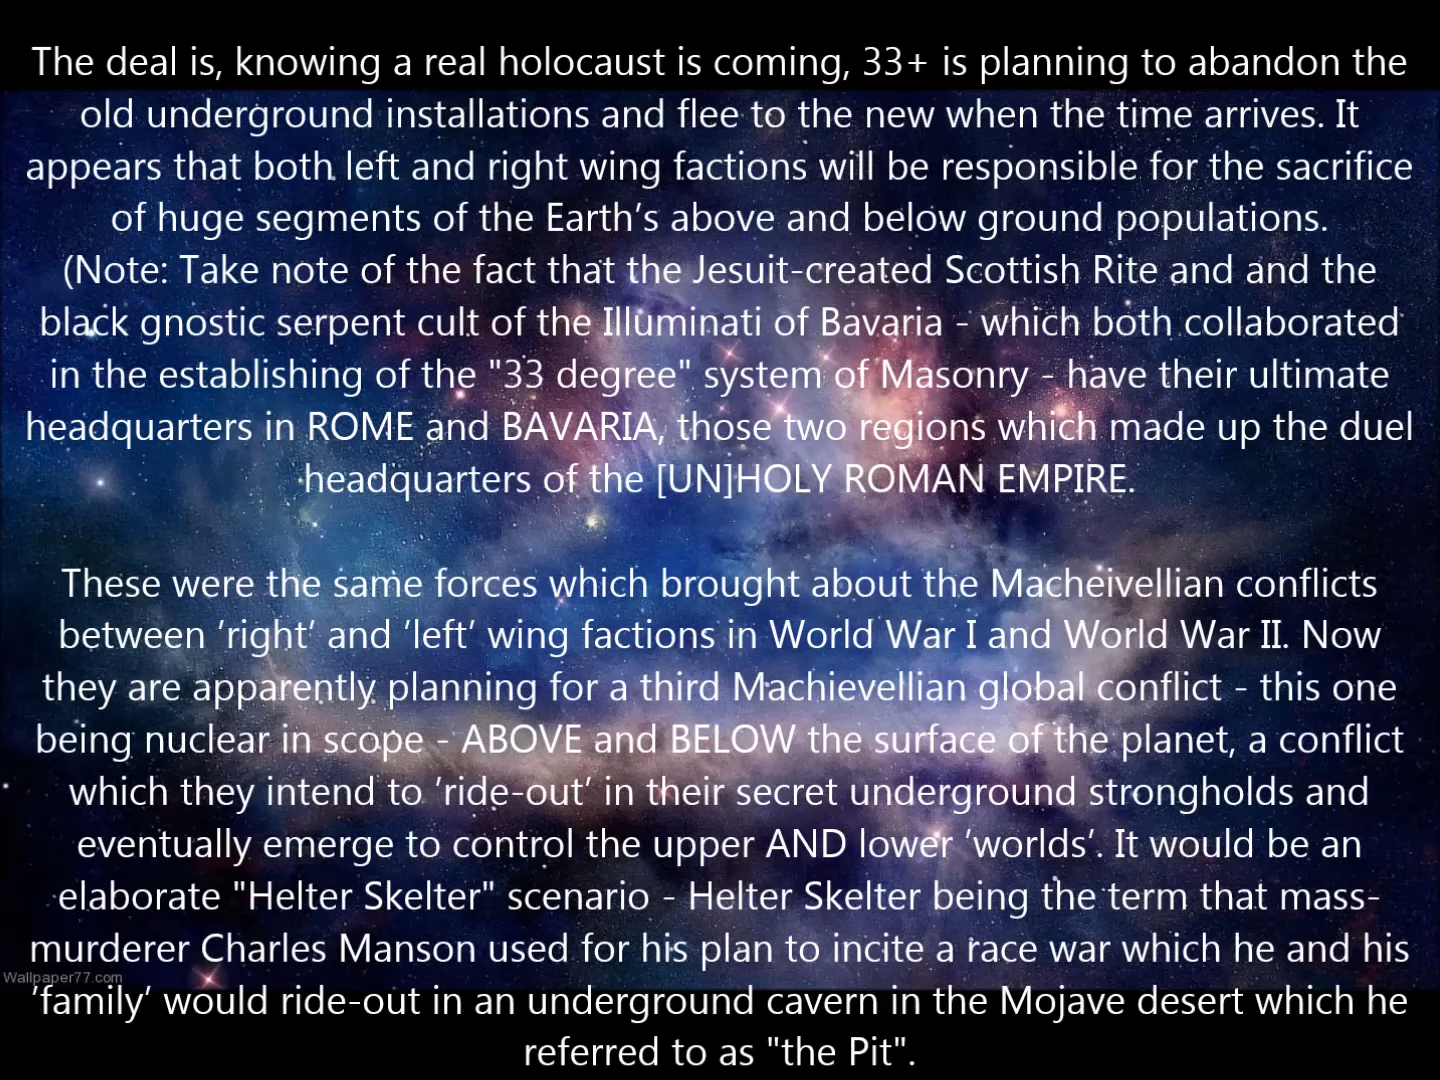 The deal is, knowing a real holocaust is coming, 33+ is planning to abandon the
old underground installations and flee to the new when the time arrives. It
appears that both left and right wing factions will be responsible for the sacrifice
of huge segments of the Earth’s above and below ground populations.
(Note: Take note of the fact that the Jesuit-created Scottish Rite and and the
black gnostic serpent cult of the Illuminati of Bavaria - which both collaborated
in the establishing of the "33 degree" system of Masonry - have their ultimate
headquarters in ROME and BAVARIA, those two regions which made up the duel
headquarters of the [UN]HOLY ROMAN EMPIRE.
These were the same forces which brought about the Macheivellian conflicts
between ’right’ and ’left’ wing factions in World War I and World War II. Now
they are apparently planning for a third Machievellian global conflict - this one
being nuclear in scope - ABOVE and BELOW the surface of the planet, a conflict
which they intend to ’ride-out’ in their secret underground strongholds and
eventually emerge to control the upper AND lower ’worlds’. It would be an
elaborate "Helter Skelter" scenario - Helter Skelter being the term that mass-
murderer Charles Manson used for his plan to incite a race war which he and his
Wallpaper77.com
’family’ would ride-out in an underground cavern in the Mojave desert which he
referred to as "the Pit".